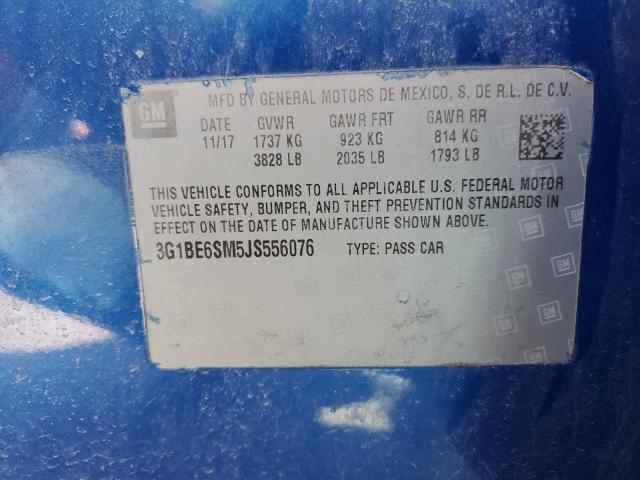 GM
MFD BY GENERAL MOTORS DE MEXICO, S. DE R.L. DE C.V.
DATE GVWR GAWR FRT GAWR RR
11/17 1737 KG 923 KG 814 KG
3828 LB 2035 LB 1793 LB
THIS VEHICLE CONFORMS TO ALL APPLICABLE U.S. FEDERAL MOTOR
VEHICLE SAFETY, BUMPER, AND THEFT PREVENTION STANDARDS IN
EFFECT ON THE DATE OF MANUFACTURE SHOWN ABOVE.
3G1BE6SM5JS556076 TYPE: PASS CAR